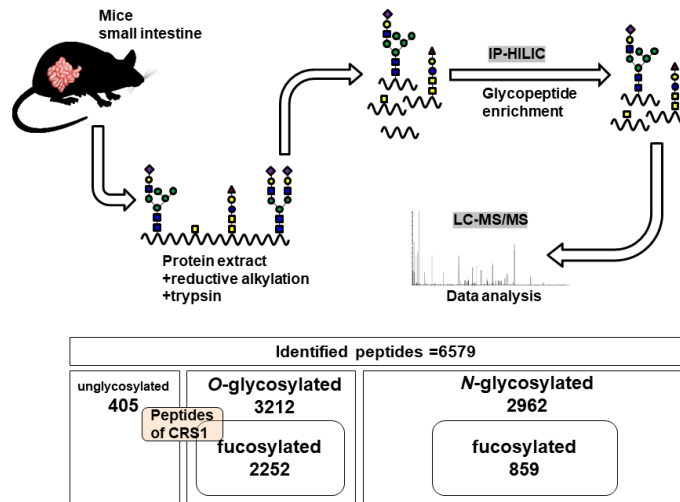 Mice
small intestine
IP-HILIC
Glycopeptide
enrichment
Protein extract
+reductive alkylation
+trypsin
LC-MS/MS
Data analysis
Identified peptides =6579
unglycosylated
405
Peptides
of CRS1
O-glycosylated
3212
fucosylated
2252
N-glycosylated
2962
fucosylated
859